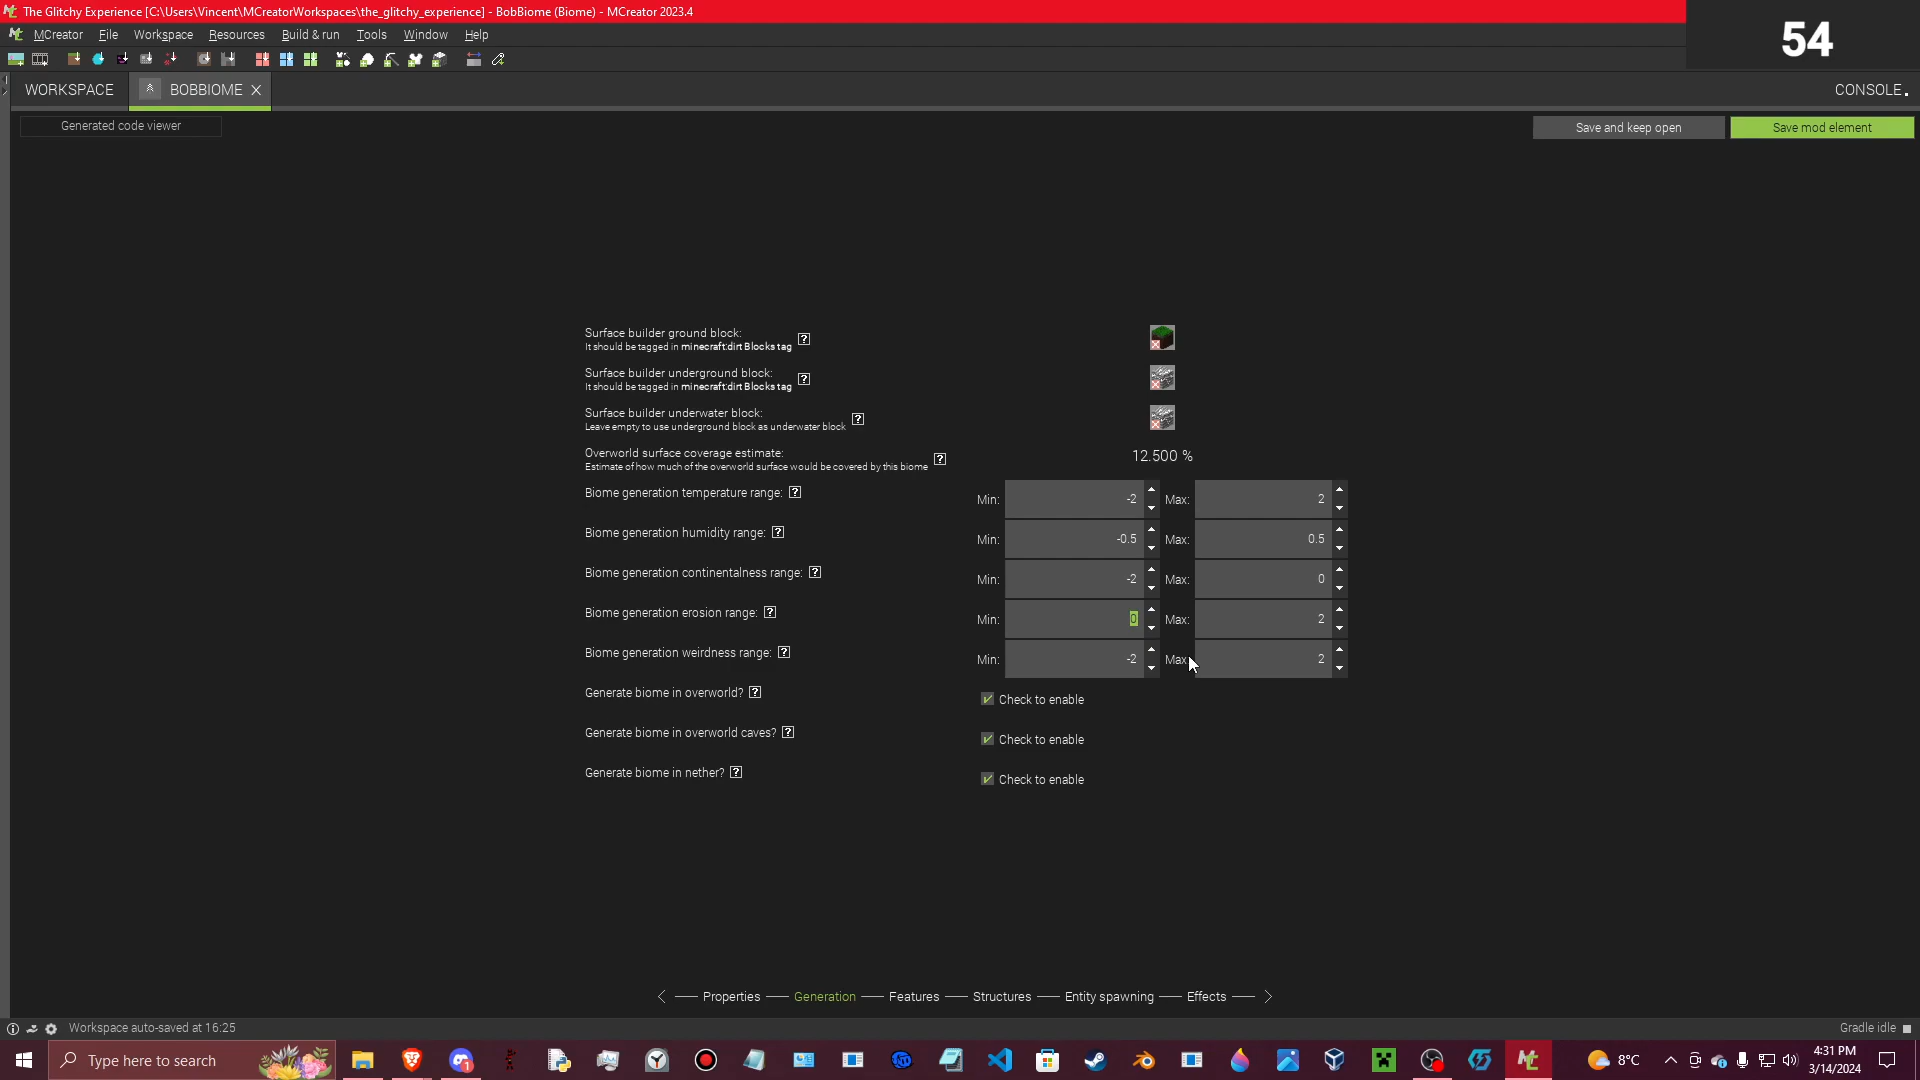 The Glitchy Experience [C:\Users\Vincent\MCreatorWorkspaces\the_glitchy_experience] - BobBiome (Biome) - MCreator 2023.4
54
MCreator File Workspace Resources Build & run Tools Window Help
WORKSPACE BOBBIOME CONSOLE
Generated code viewer Save and keep open Save mod element
Surface builder ground block:
It should be tagged in minecraft:dirt Blocks tag
Surface builder underground block:
It should be tagged in minecraft:dirt Blocks tag
Surface builder underwater block:
Leave empty to use underground block as underwater block
Overworld surface coverage estimate: 12.500 %
Estimate of how much of the overworld surface would be covered by this biome
Biome generation temperature range: Min: -2 Max: 2
Biome generation humidity range: Min: -0.5 Max: 0.5
Biome generation continentalness range: Min: -2 Max: 0
Biome generation erosion range: Min: 0 Max: 2
Biome generation weirdness range: Min: -2 Max: 2
Generate biome in overworld? Check to enable
Generate biome in overworld caves? Check to enable
Generate biome in nether? Check to enable
Properties Generation Features Structures Entity spawning Effects
Workspace auto-saved at 16:25 Gradle idle
Type here to search 8°C 4:31 PM
3/14/2024